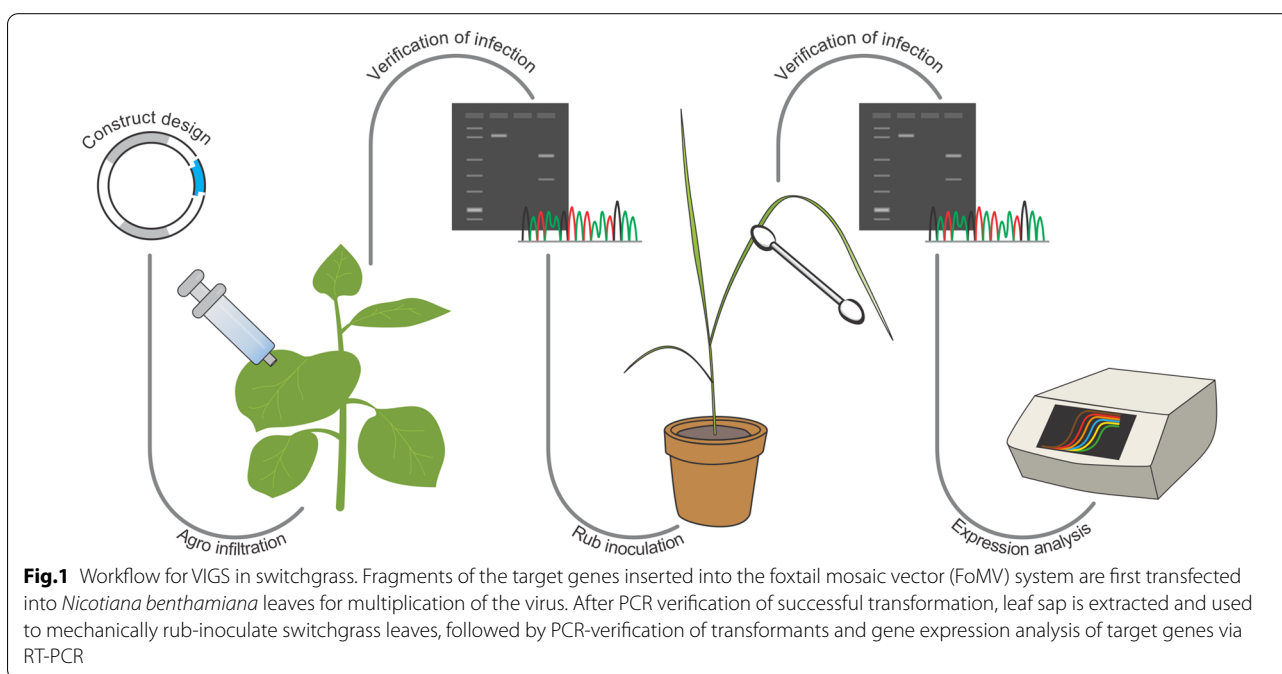 Construct design
Agro infiltration
Verification of infection
Rub inoculation
Verification of infection
Expression analysis
Fig.1 Workflow for VIGS in switchgrass. Fragments of the target genes inserted into the foxtail mosaic vector (FoMV) system are first transfected
into Nicotiana benthamiana leaves for multiplication of the virus. After PCR verification of successful transformation, leaf sap is extracted and used
to mechanically rub-inoculate switchgrass leaves, followed by PCR-verification of transformants and gene expression analysis of target genes via
RT-PCR